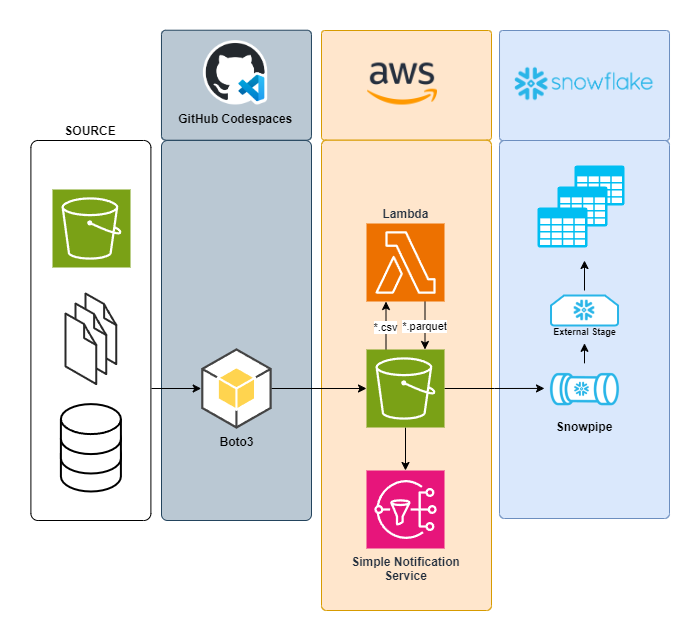 GitHub Codespaces
aws
snowflake
SOURCE
Lambda
*.csv
*.parquet
External Stage
Boto3
Snowpipe
Simple Notification
Service